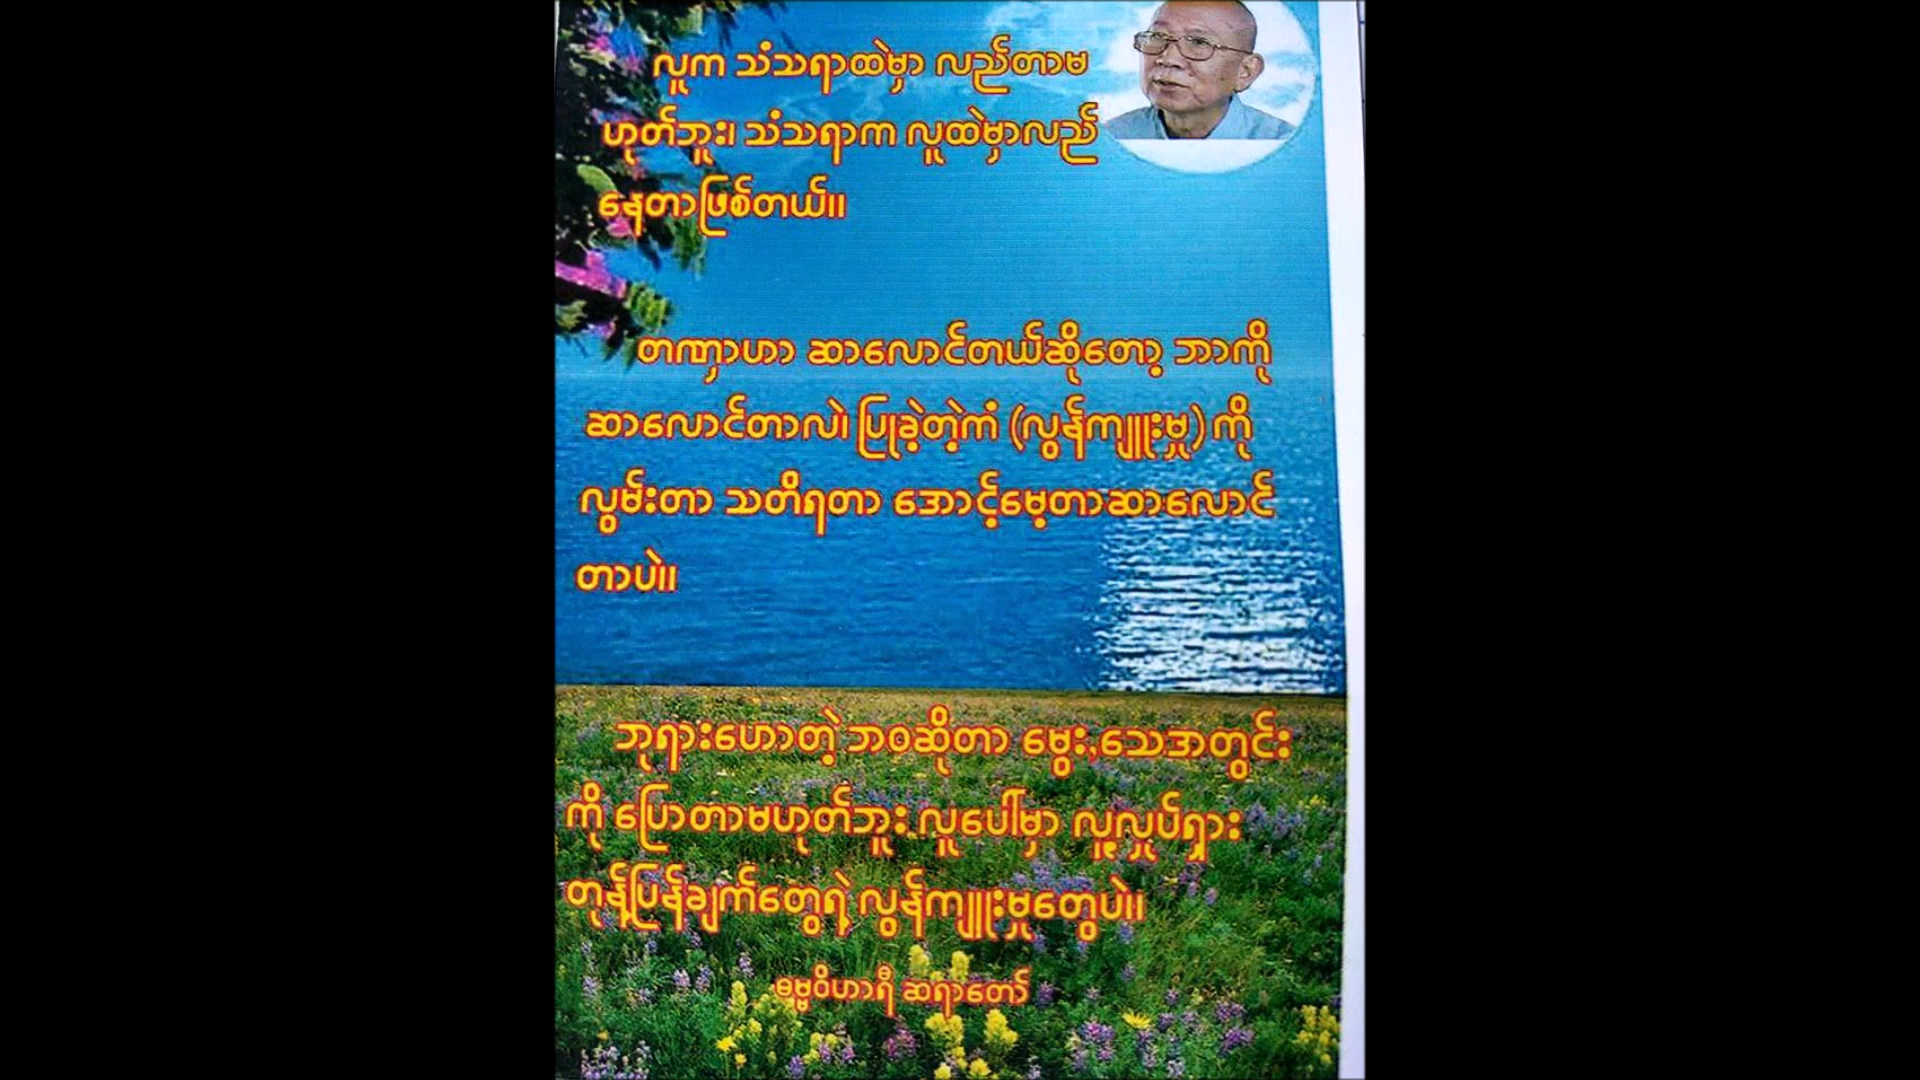 လူက သံသရာထဲမှာ လည်တာမ
ဟုတ်ဘူး၊ သံသရာက လူထဲမှာလည်
နေတာဖြစ်တယ်။
တဏှာဟာ ဆာလောင်တယ်ဆိုတော့ ဘာကို
ဆာလောင်တာလဲ၊ ပြုခဲ့တဲ့ကံ (လွန်ကျူးမှု) ကို
လွမ်းတာ သတိရတာ အောင့်မေ့တာဆာလောင်
တာပဲ။
ဘုရားဟောတဲ့ ဘဝဆိုတာ မွေး,သေအတွင်း
ကို ပြောတာမဟုတ်ဘူး လူပေါ်မှာ လှုံ့လှုပ်ရှား
တုန့်ပြန်ချက်တွေရဲ့ လွန်ကျူးမှုတွေပဲ။
ဓမ္မဝိဟာရီ ဆရာတော်